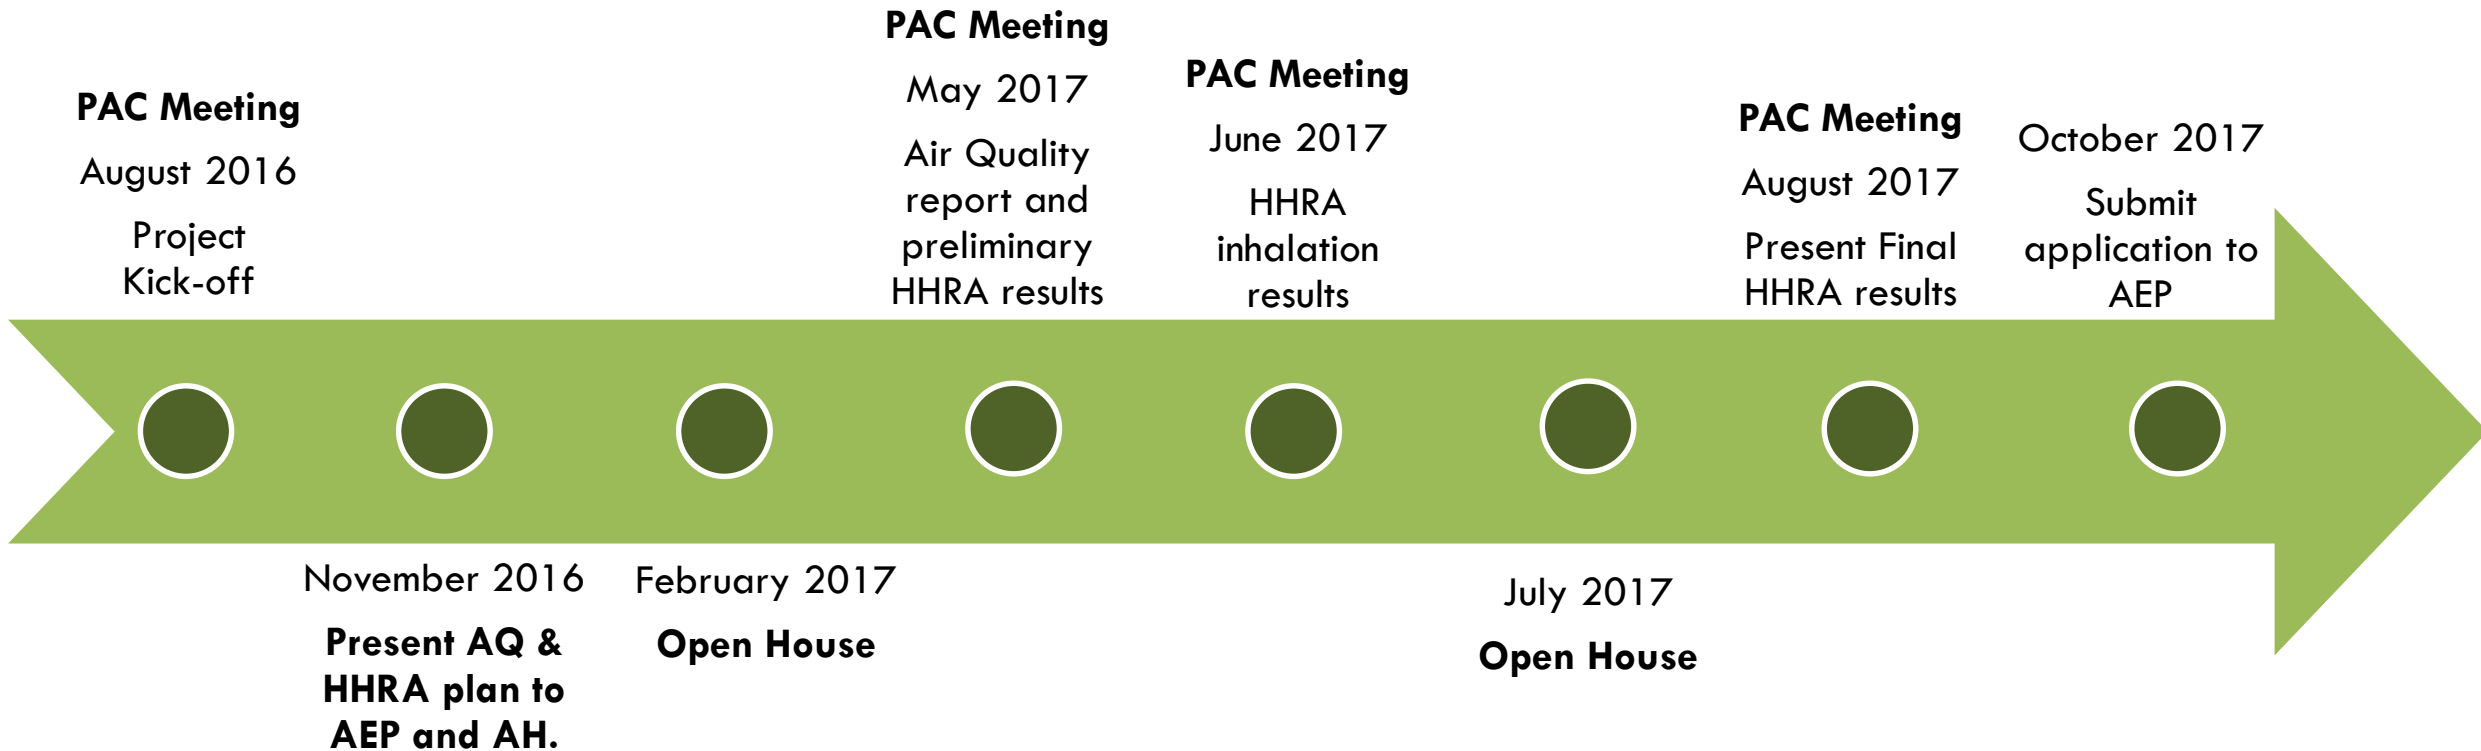 PAC Meeting
August 2016
Project
Kick-off
November 2016
Present AQ &
HHRA plan to
AEP and AH.
February 2017
Open House
PAC Meeting
May 2017
Air Quality
report and
preliminary
HHRA results
PAC Meeting
June 2017
HHRA
inhalation
results
July 2017
Open House
PAC Meeting
August 2017
Present Final
HHRA results
October 2017
Submit
application to
AEP